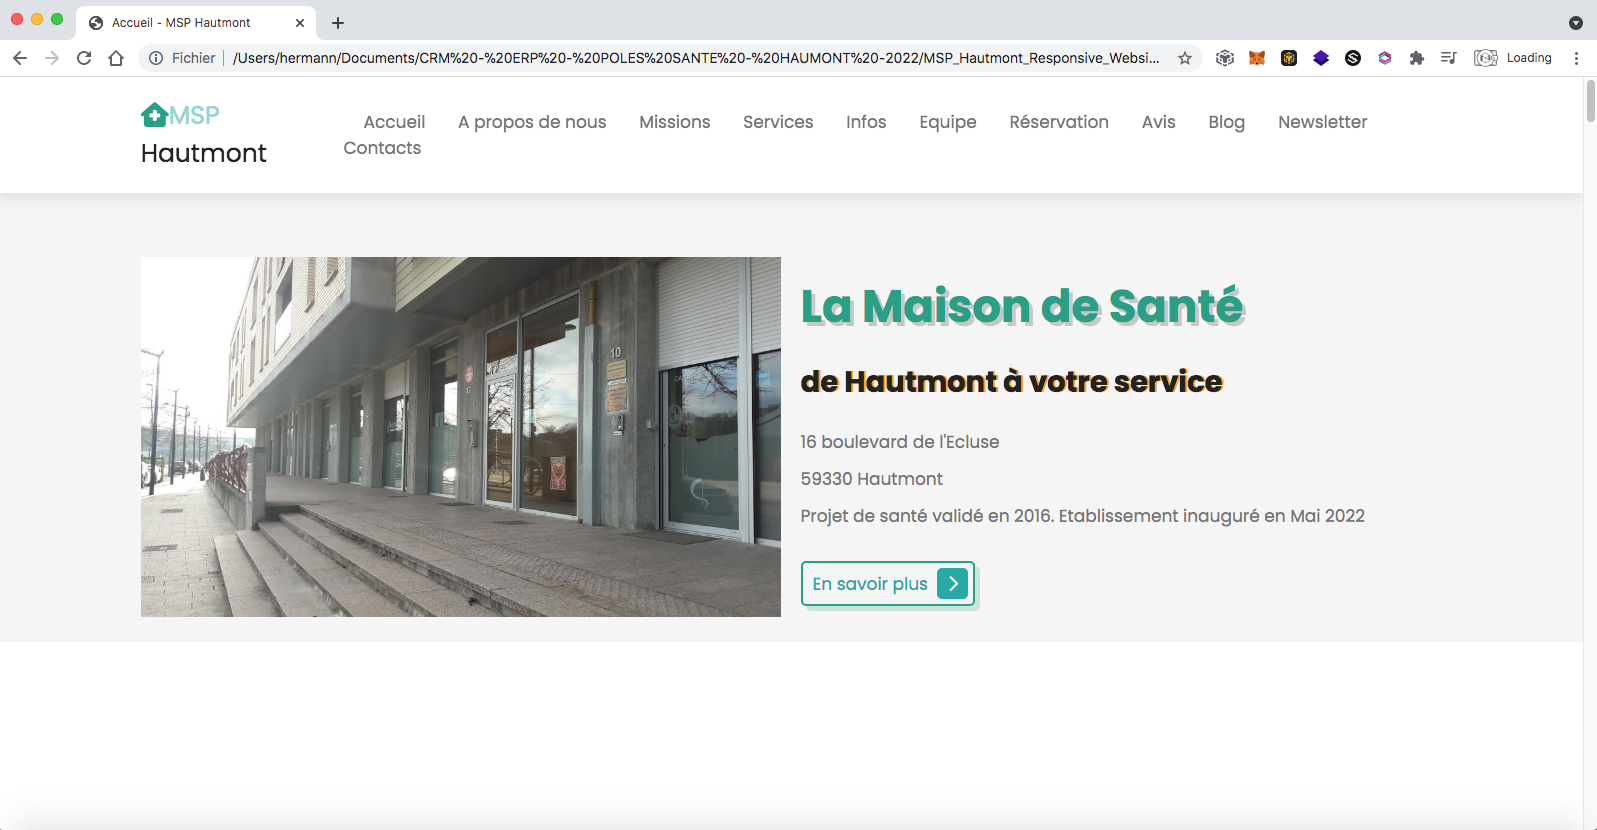 Accueil - MSP Hautmont
Fichier /Users/hermann/Documents/CRM%20-%20ERP%20-%20POLES%20SANTE%20-%20HAUMONT%20-2022/MSP_Hautmont_Responsive_Websi... Loading
MSP
Hautmont
Accueil A propos de nous Missions Services Infos Equipe Réservation Avis Blog Newsletter
Contacts
La Maison de Santé
de Hautmont à votre service
16 boulevard de l'Ecluse
59330 Hautmont
Projet de santé validé en 2016. Etablissement inauguré en Mai 2022
En savoir plus
10